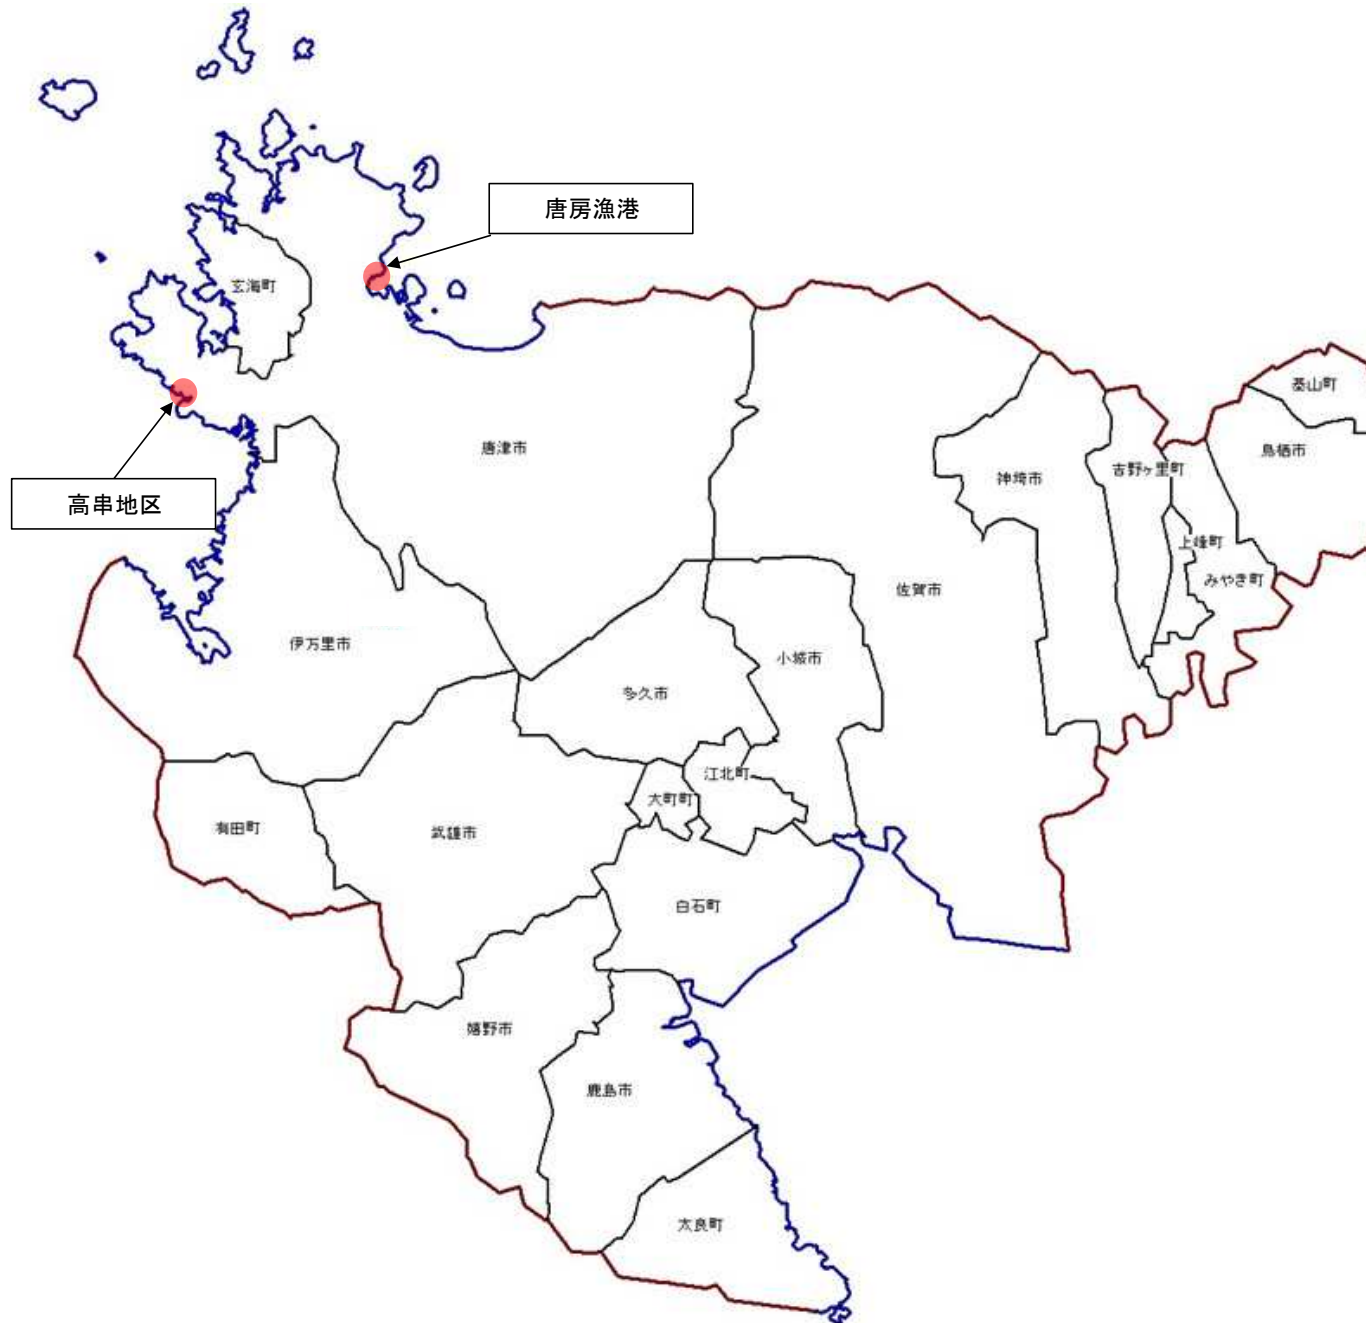 唐房漁港
玄海町
基山町
唐津市
鳥栖市
吉野ヶ里町
神埼市
高串地区
上峰町
みやき町
佐賀市
伊万里市
小城市
多久市
江北町
大町町
有田町
武雄市
白石町
嬉野市
鹿島市
太良町